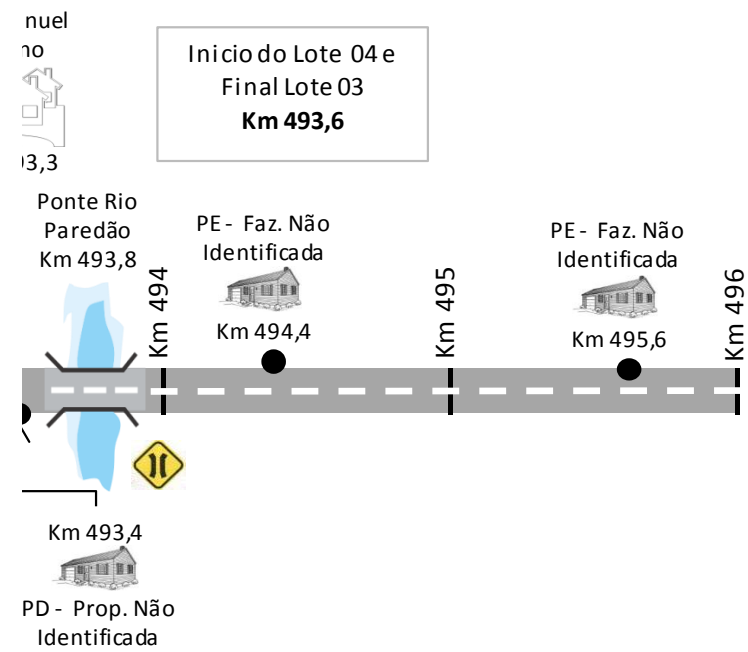 nuel
Inicio do Lote 04 e
Final Lote 03
Km 493,6
Ponte Rio
Paredão
Km 493,8
PE - Faz. Não
Identificada
Km 494,4
PE - Faz. Não
Identificada
Km 495,6
Km 494
Km 495
Km 496
Km 493,4
PD - Prop. Não
Identificada